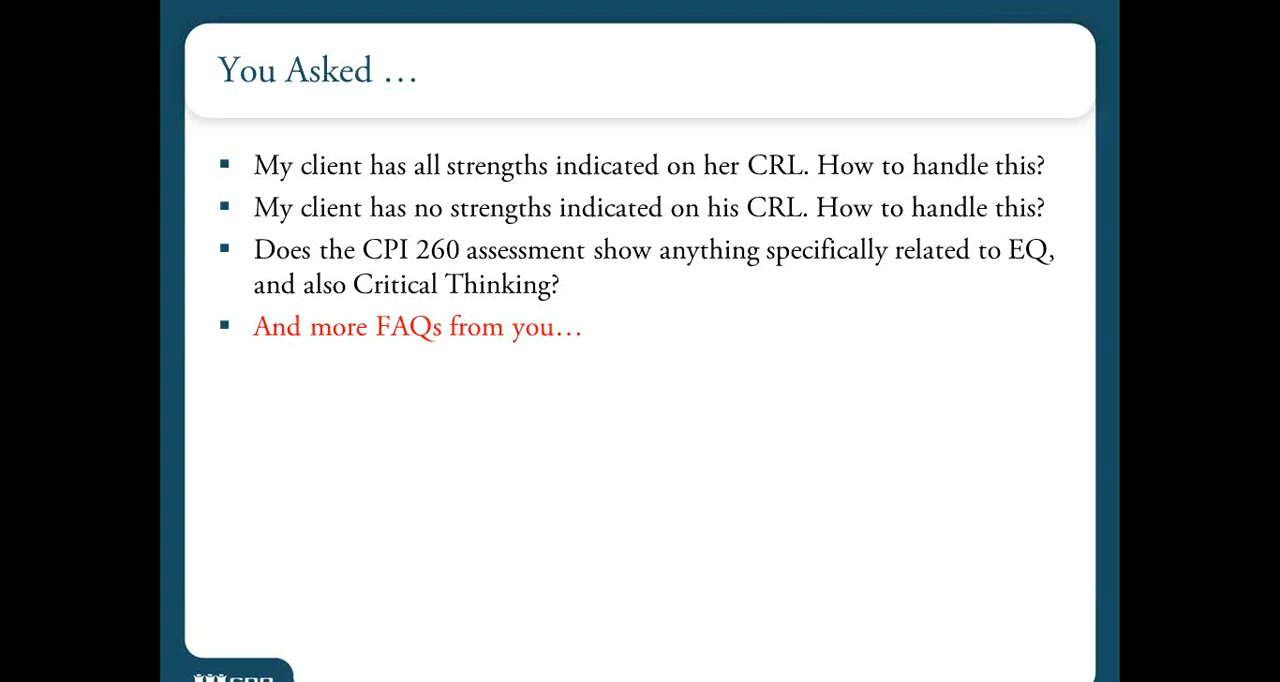 You Asked …
My client has all strengths indicated on her CRL. How to handle this?
My client has no strengths indicated on his CRL. How to handle this?
Does the CPI 260 assessment show anything specifically related to EQ,
and also Critical Thinking?
And more FAQs from you…